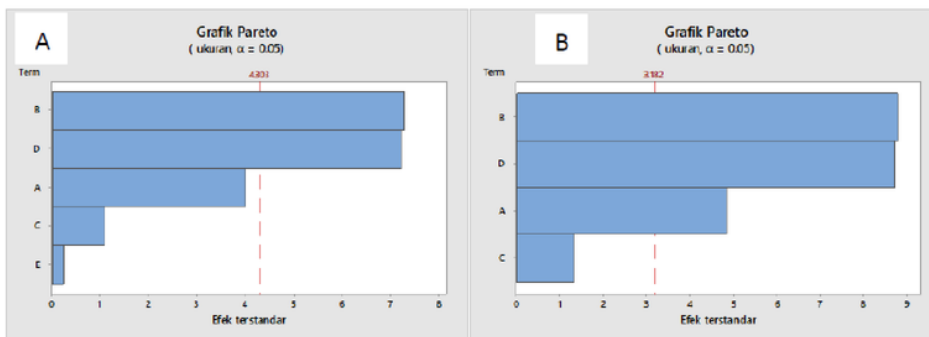 A
Grafik Pareto
( ukuran, α = 0.05)
Term
4.303
B
D
A
C
E
0 1 2 3 4 5 6 7 8
Efek terstandar
B
Grafik Pareto
( ukuran, α = 0.05)
Term
3.182
B
D
A
C
0 1 2 3 4 5 6 7 8 9
Efek terstandar